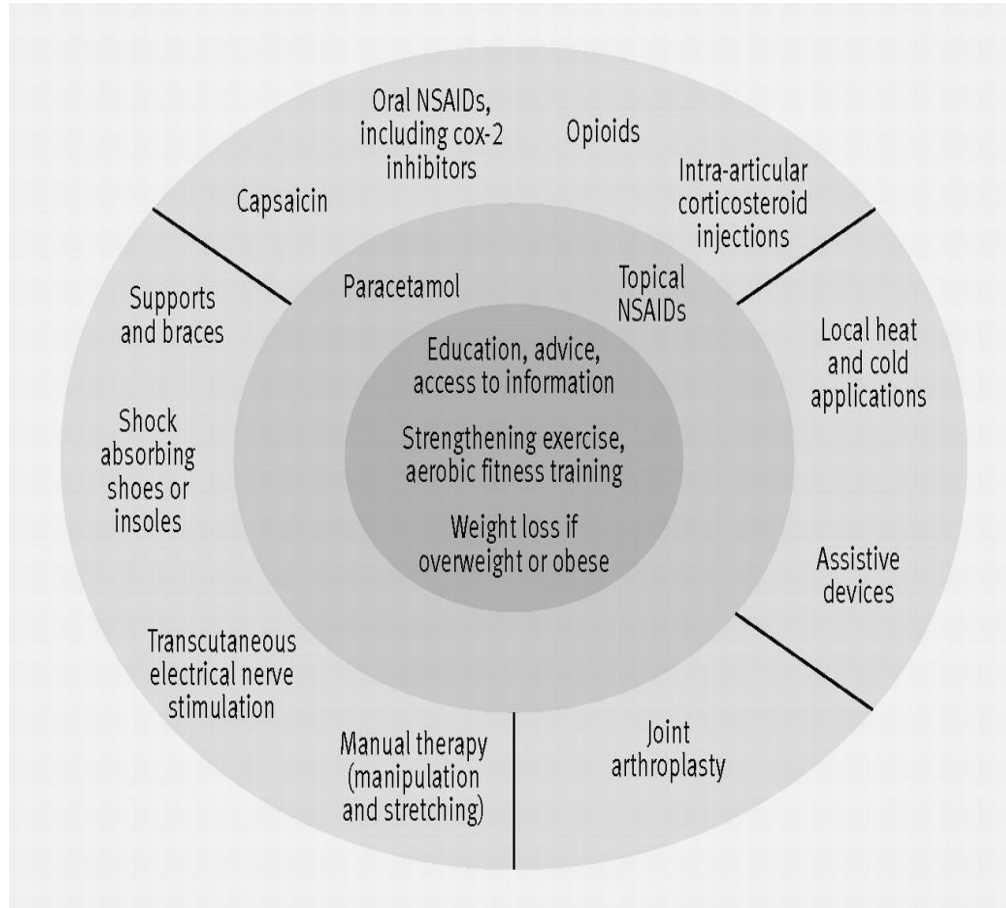 Oral NSAIDs,
including cox-2
inhibitors
Opioids
Intra-articular
corticosteroid
injections
Capsaicin
Paracetamol
Topical
NSAIDs
Supports
and braces
Education, advice,
access to information
Local heat
and cold
applications
Shock
absorbing
shoes or
insoles
Strengthening exercise,
aerobic fitness training
Weight loss if
overweight or obese
Assistive
devices
Transcutaneous
electrical nerve
stimulation
Manual therapy
(manipulation
and stretching)
Joint
arthroplasty